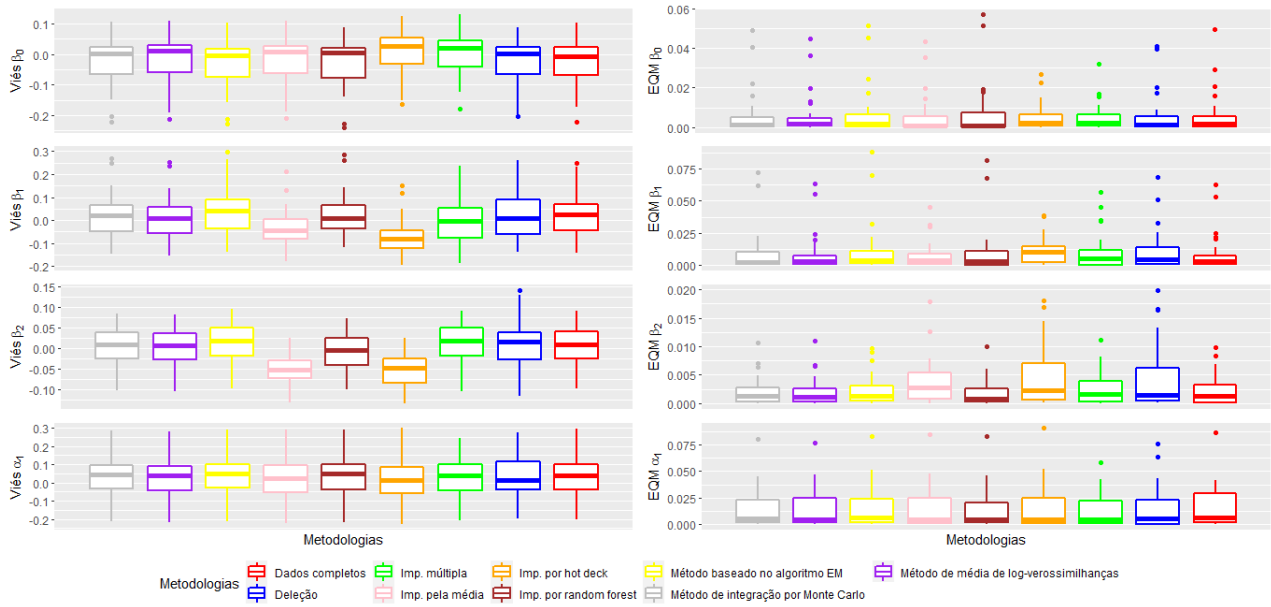 Viés β0
0.1
0.0
-0.1
-0.2
Viés β1
0.3
0.2
0.1
0.0
-0.1
-0.2
Viés β2
0.15
0.10
0.05
0.00
-0.05
-0.10
Viés α1
0.3
0.2
0.1
0.0
-0.1
-0.2
Metodologias
EQM β0
0.06
0.04
0.02
0.00
EQM β1
0.075
0.050
0.025
0.000
EQM β2
0.020
0.015
0.010
0.005
0.000
EQM α1
0.075
0.050
0.025
0.000
Metodologias
Metodologias
Dados completos
Imp. múltipla
Imp. por hot deck
Método baseado no algoritmo EM
Método de média de log-verossimilhanças
Deleção
Imp. pela média
Imp. por random forest
Método de integração por Monte Carlo